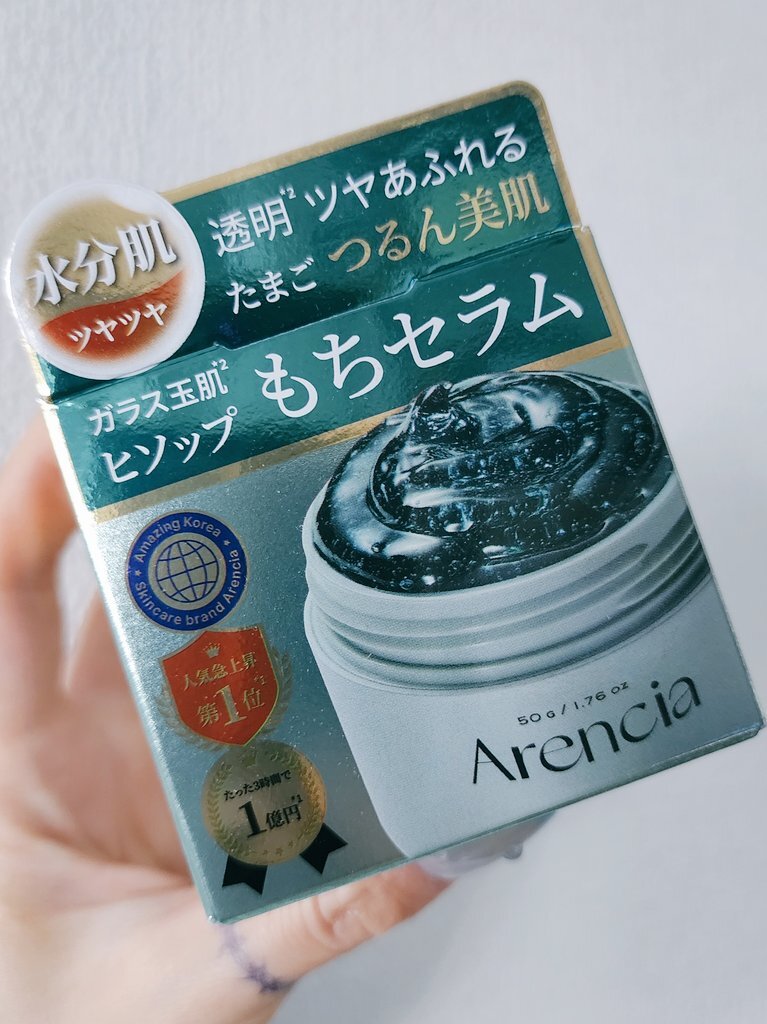 水分肌
ツヤツヤ
透明*2 ツヤあふれる
たまご つるん美肌
ガラス玉肌*2
ヒソップ もちセラム
Amazing Korea
Skincare brand Arencia
人気急上昇
第1位*1
たった3時間で
1億円*1
50G / 1.76 OZ
Arencia